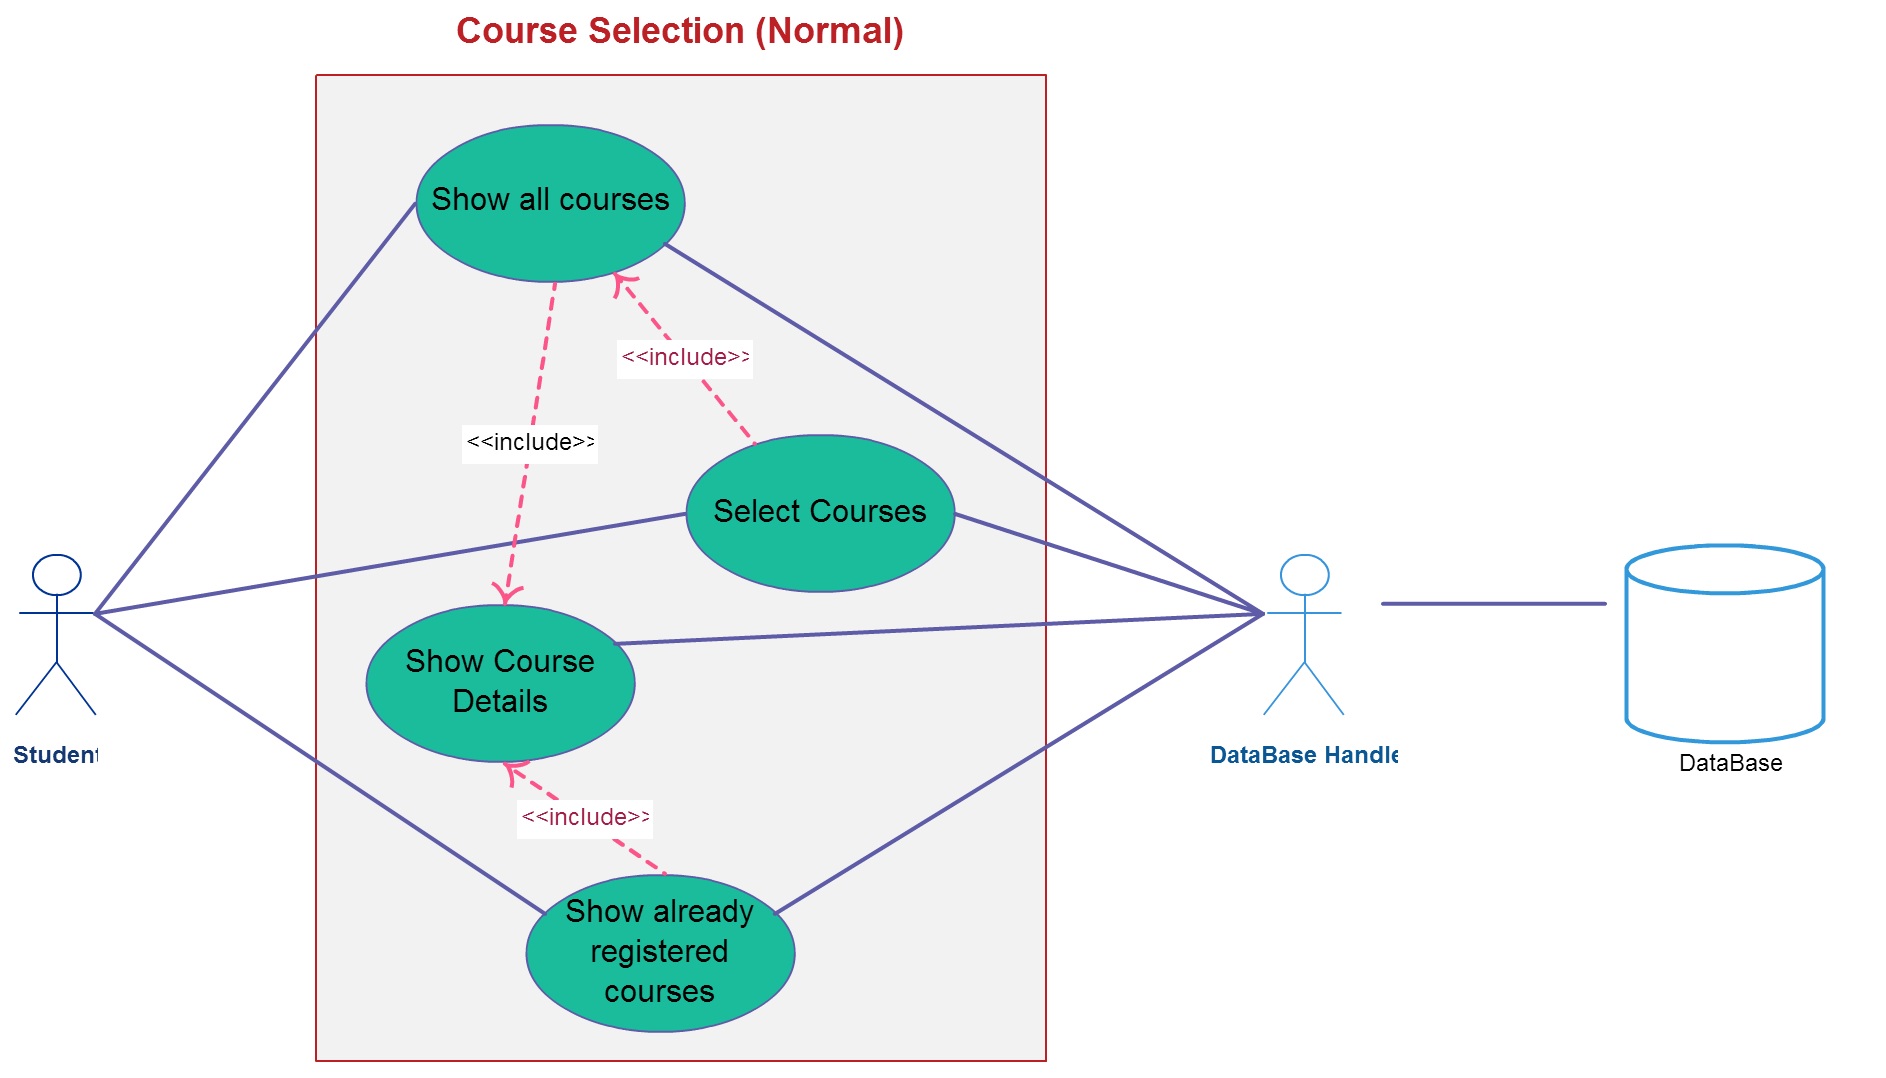 Course Selection (Normal)
Show all courses
<<include>>
<<include>>
Select Courses
Show Course
Details
Student
DataBase Handle
DataBase
<<include>>
Show already
registered
courses